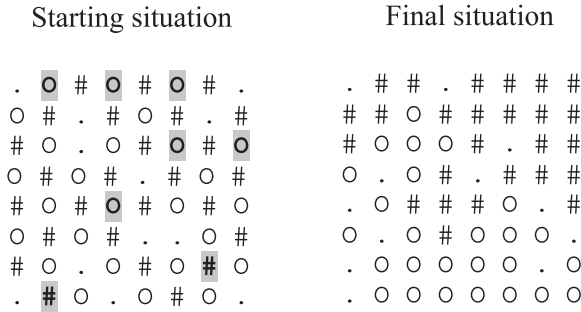 Starting situation
Final situation
. O # O # O # .
. # # . # # # #
O # . # O # . #
# # O # # # # #
# O . O # O # O
# O O O # . # #
O # O # . # O #
O . O # . # # #
# O # O # O # O
. O # # # O . #
O # O # . . O #
O . O # O O O .
# O . O # O # O
. O O O O O . O
. # O . O # O .
. O O O O O O O